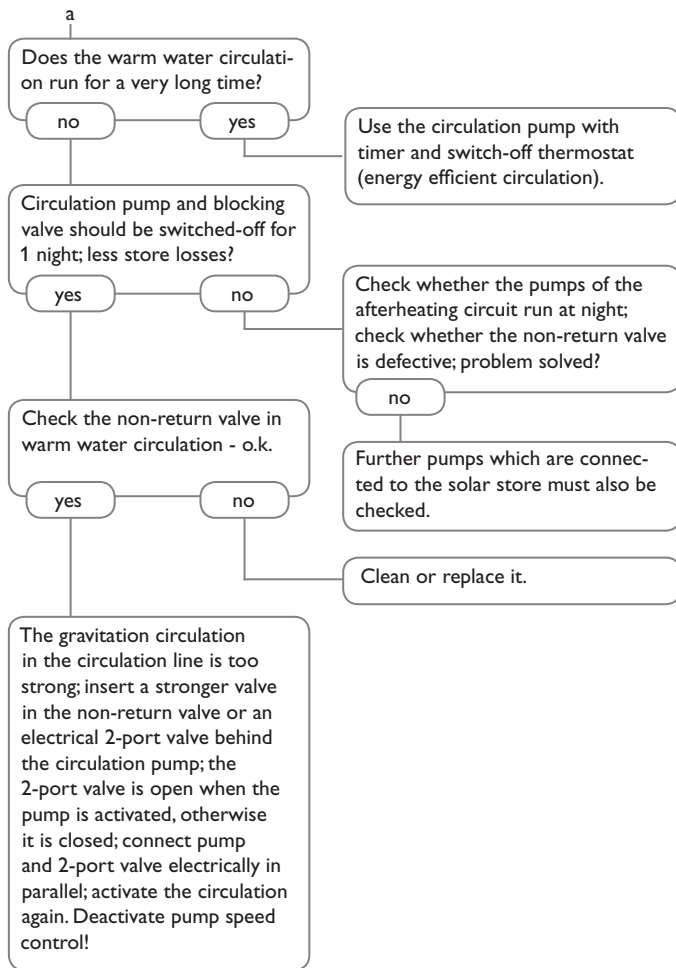 a
Does the warm water circulati-
on run for a very long time?
no
yes
Use the circulation pump with
timer and switch-off thermostat
(energy efficient circulation).
Circulation pump and blocking
valve should be switched-off for
1 night; less store losses?
yes
no
Check whether the pumps of the
afterheating circuit run at night;
check whether the non-return valve
is defective; problem solved?
no
Further pumps which are connec-
ted to the solar store must also be
checked.
Check the non-return valve in
warm water circulation - o.k.
yes
no
Clean or replace it.
The gravitation circulation
in the circulation line is too
strong; insert a stronger valve
in the non-return valve or an
electrical 2-port valve behind
the circulation pump; the
2-port valve is open when the
pump is activated, otherwise
it is closed; connect pump
and 2-port valve electrically in
parallel; activate the circulation
again. Deactivate pump speed
control!